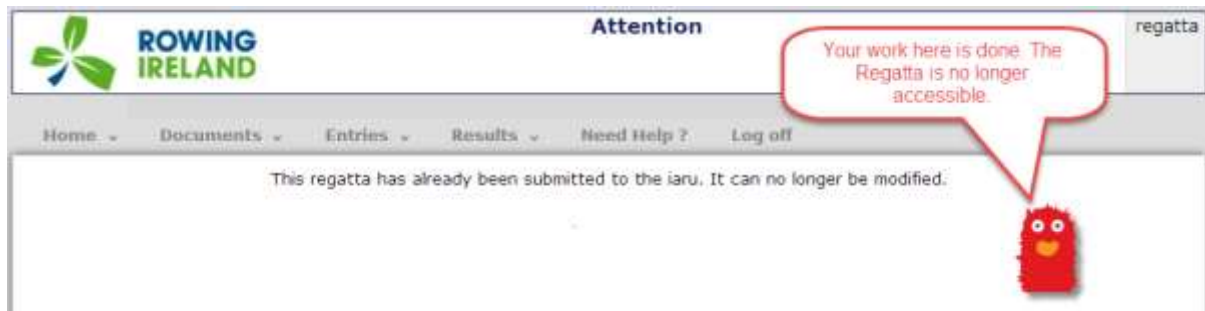 ROWING
IRELAND
Attention
regatta
Your work here is done. The
Regatta is no longer
accessible.
Home Documents Entries Results Need Help ? Log off
This regatta has already been submitted to the iaru. It can no longer be modified.